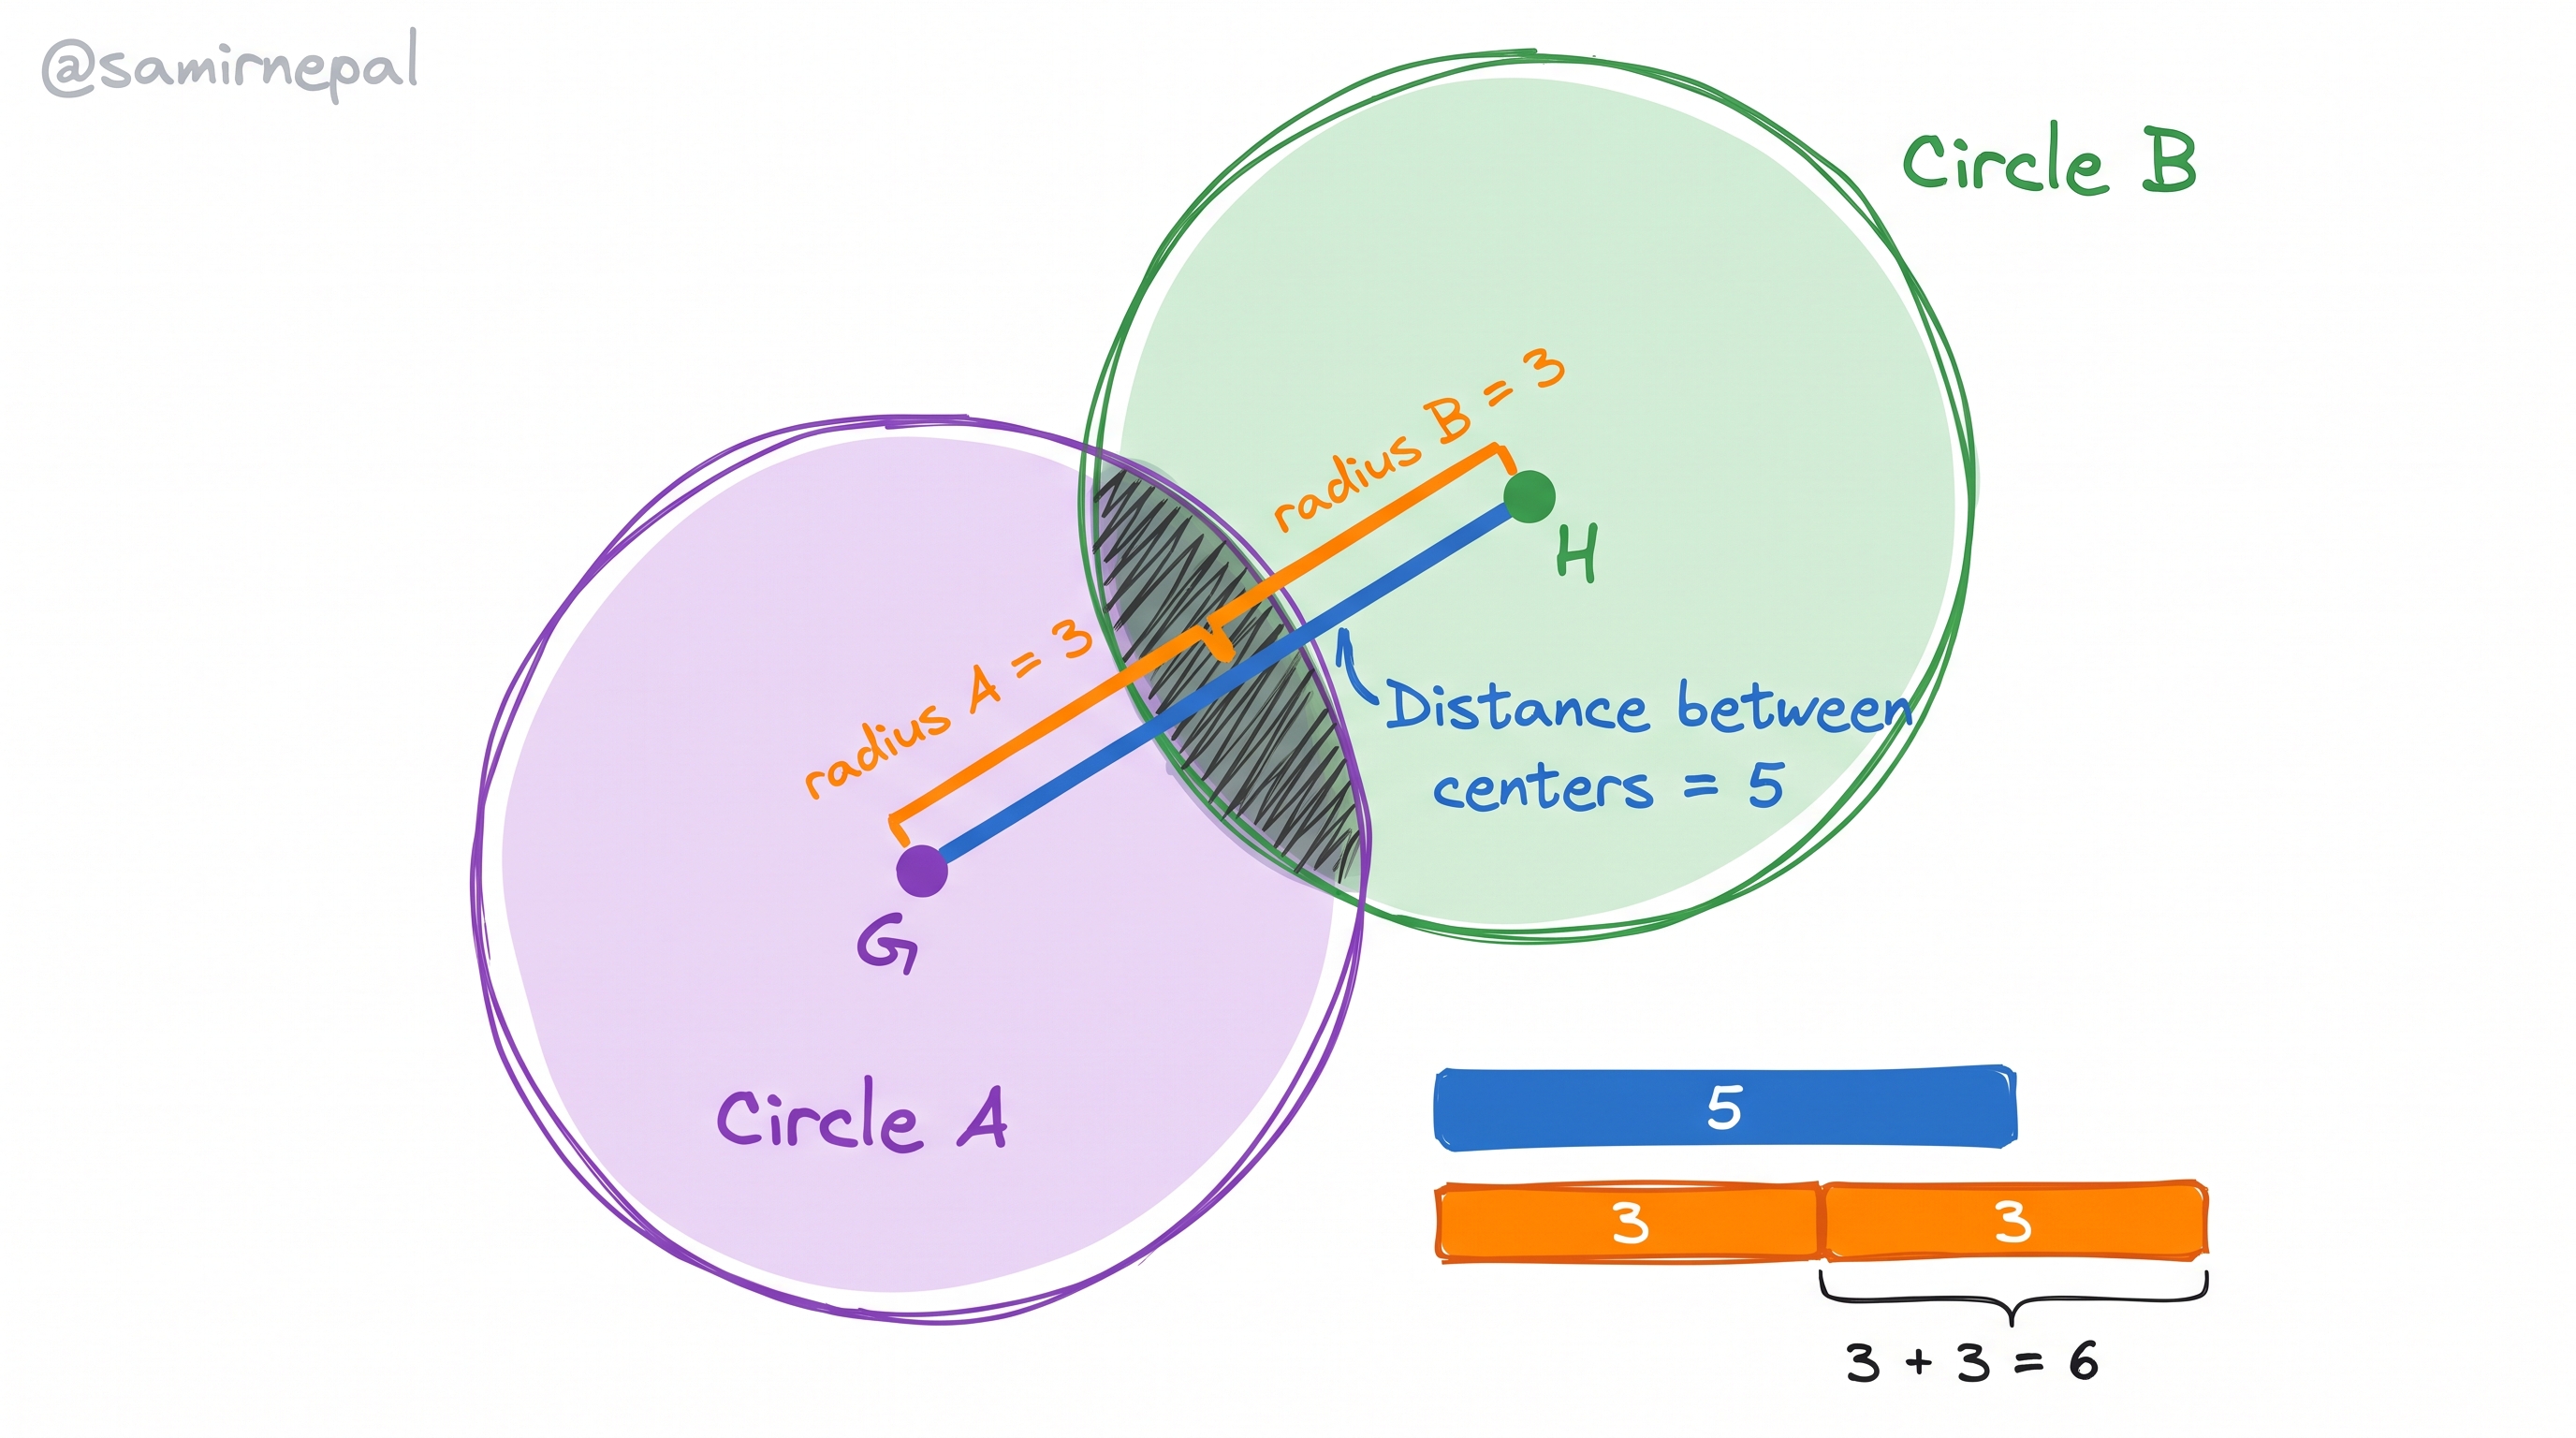 @samirnepal
Circle B
radius B = 3
H
radius A = 3
Distance between
centers = 5
G
Circle A
5
3 3
3 + 3 = 6